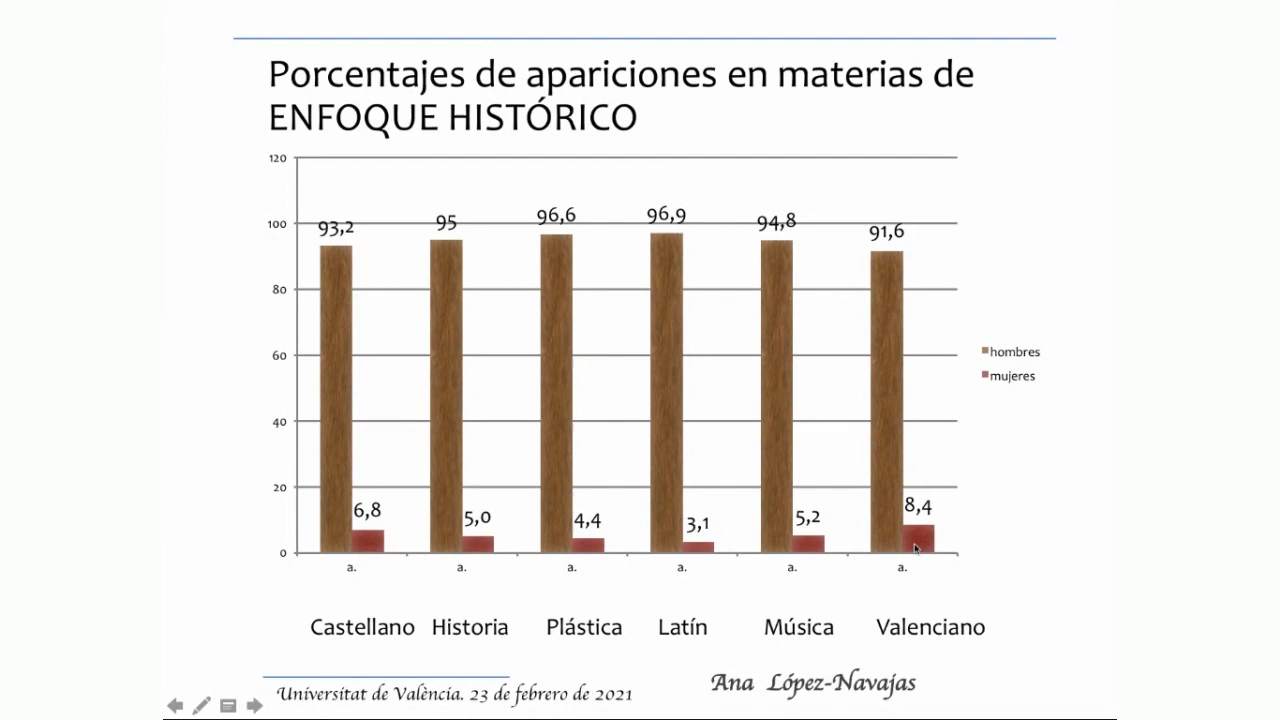 Porcentajes de apariciones en materias de
ENFOQUE HISTÓRICO
120
100
80
60
40
20
0
93,2
95
96,6
96,9
94,8
91,6
6,8
5,0
4,4
3,1
5,2
8,4
hombres
mujeres
a. a. a. a. a. a.
Castellano Historia Plástica Latín Música Valenciano
Universitat de València. 23 de febrero de 2021
Ana López-Navajas